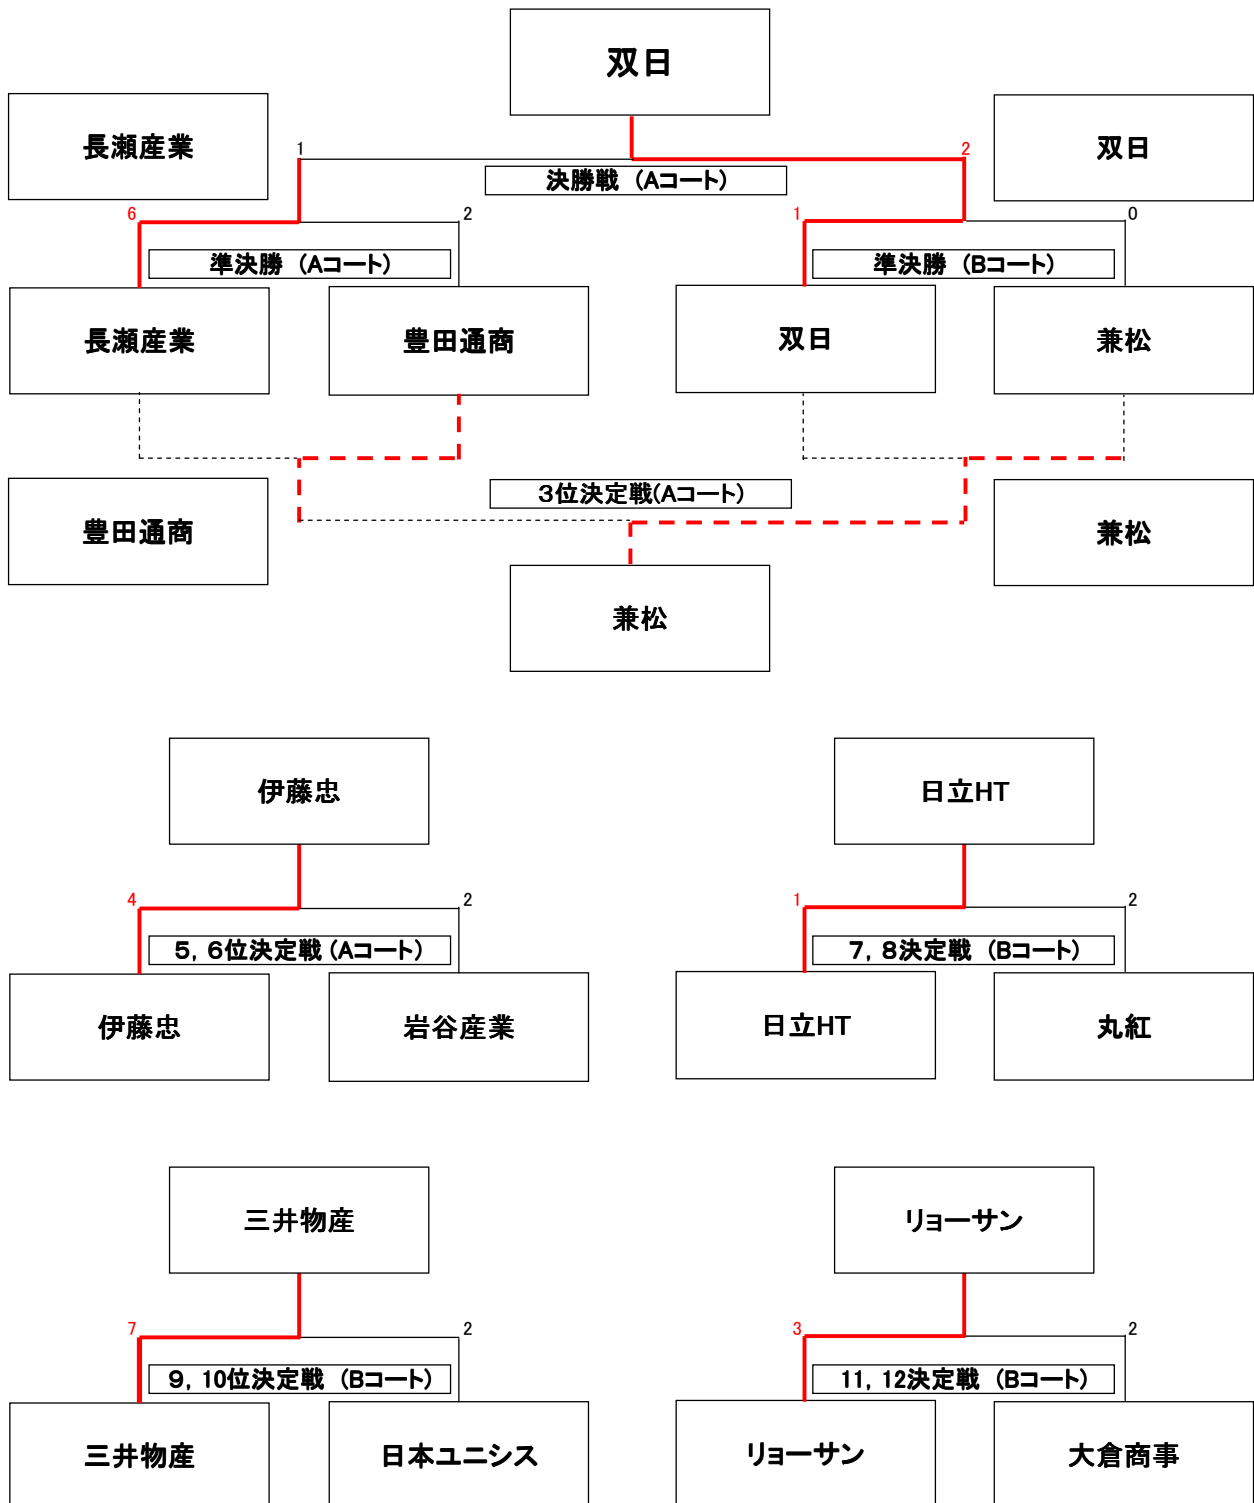 双日
長瀬産業
双日
1
2
決勝戦 (Aコート)
6
2
1
0
準決勝 (Aコート)
準決勝 (Bコート)
長瀬産業
豊田通商
双日
兼松
3位決定戦(Aコート)
豊田通商
兼松
兼松
伊藤忠
日立HT
4
2
1
2
5, 6位決定戦 (Aコート)
7, 8決定戦 (Bコート)
伊藤忠
岩谷産業
日立HT
丸紅
三井物産
リョーサン
7
2
3
2
9, 10位決定戦 (Bコート)
11, 12決定戦 (Bコート)
三井物産
日本ユニシス
リョーサン
大倉商事